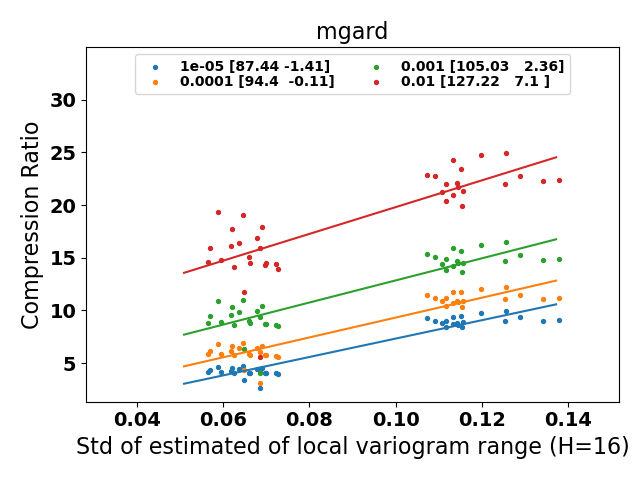 mgard
1e-05 [87.44 -1.41]
0.0001 [94.4  -0.11]
0.001 [105.03   2.36]
0.01 [127.22   7.1 ]
Compression Ratio
30
25
20
15
10
5
0.04 0.06 0.08 0.10 0.12 0.14
Std of estimated of local variogram range (H=16)